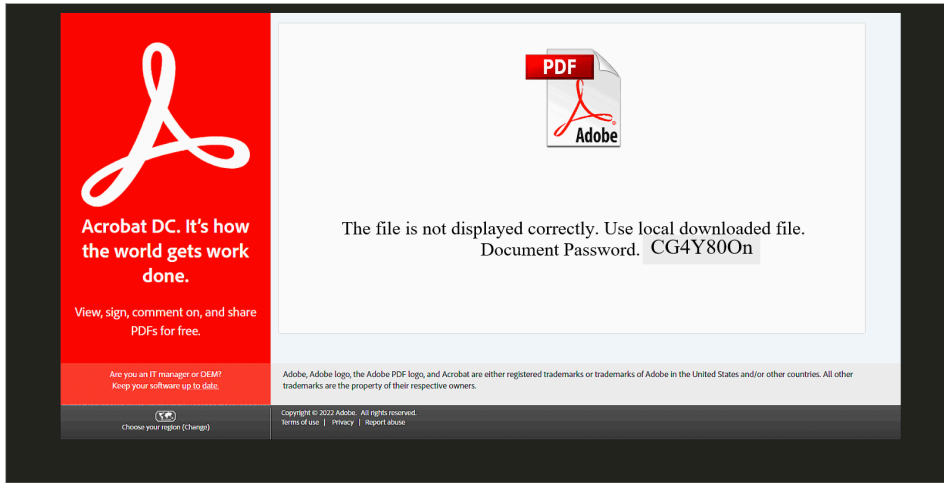 PDF
Adobe
Acrobat DC. It's how
the world gets work
done.
View, sign, comment on, and share
PDFs for free.
The file is not displayed correctly. Use local downloaded file.
Document Password. CG4Y80On
Are you an IT manager or OEM?
Keep your software up to date.
Adobe, Adobe logo, the Adobe PDF logo, and Acrobat are either registered trademarks or trademarks of Adobe in the United States and/or other countries. All other
trademarks are the property of their respective owners.
Choose your region (Change)
Copyright © 2022 Adobe. All rights reserved.
Terms of use | Privacy | Report abuse